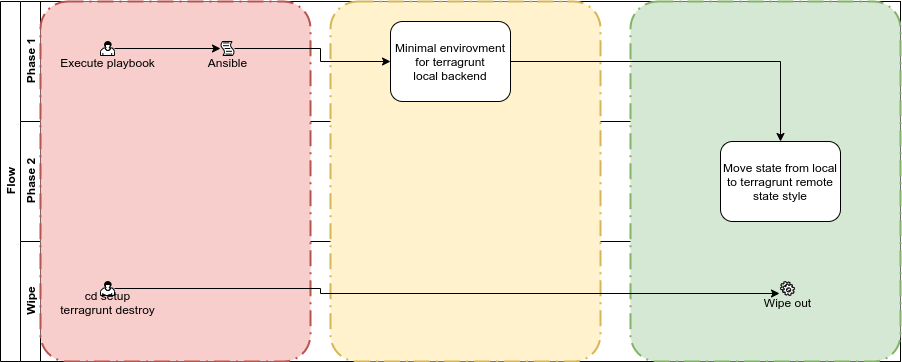 Flow
Phase 1
Execute playbook
Ansible
Minimal envirovment
for terragrunt
local backend
Phase 2
Move state from local
to terragrunt remote
state style
Wipe
cd setup
terragrunt destroy
Wipe out